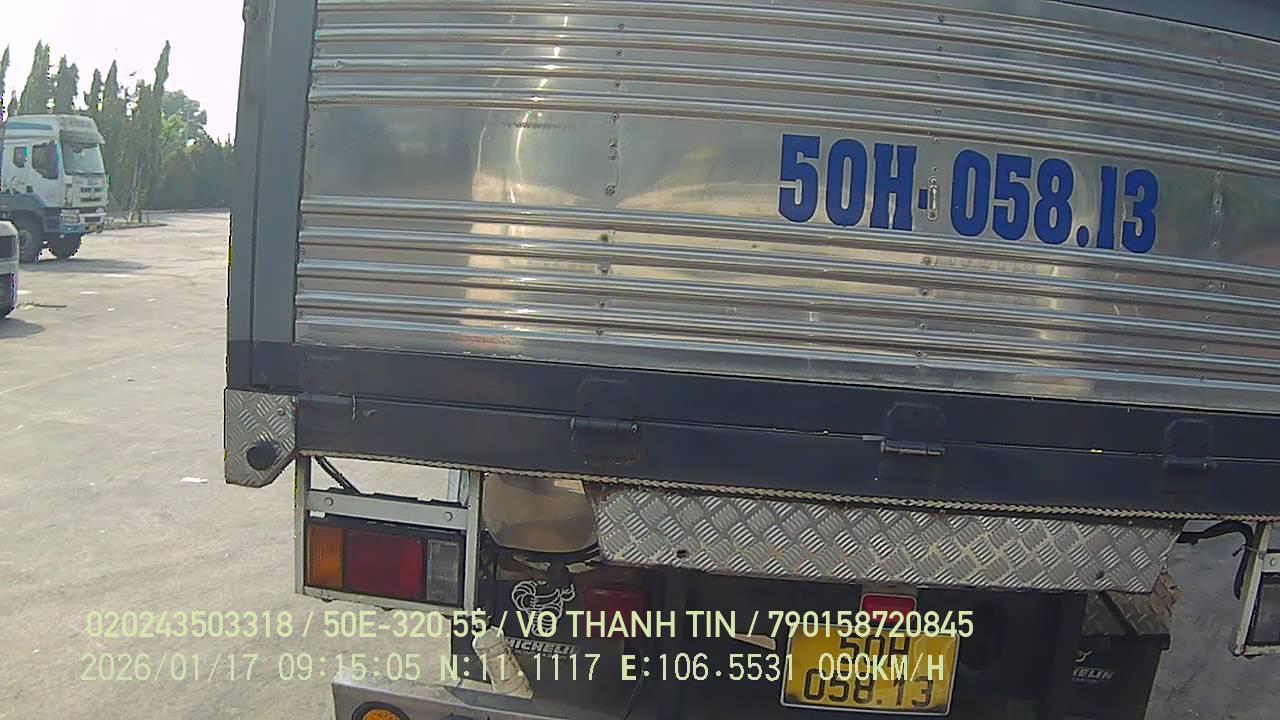 50H-058.13
020243503318 / 50E-320.55 / VO THANH TIN / 790158720845
MICHELIN
2026/01/17 09:15:05 N:11.1117 E:106.5531 000KM/H
50H
058.13